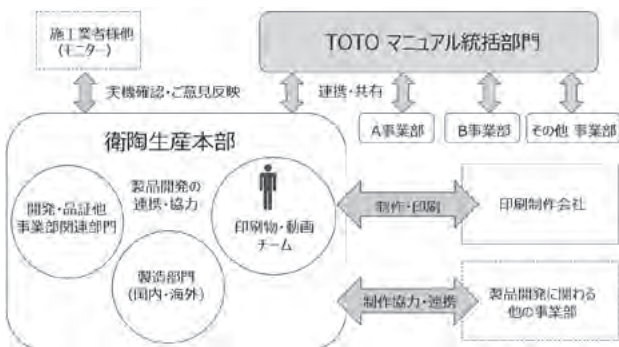 施工業者様他
(モニター)
TOTO マニュアル統括部門
実機確認・ご意見反映
連携・共有
A事業部
B事業部
その他 事業部
衛陶生産本部
開発・品証他
事業部関連部門
製品開発の
連携・協力
印刷物・動画
チーム
製造部門
(国内・海外)
制作・印刷
印刷制作会社
制作協力・連携
製品開発に関わる
他の事業部